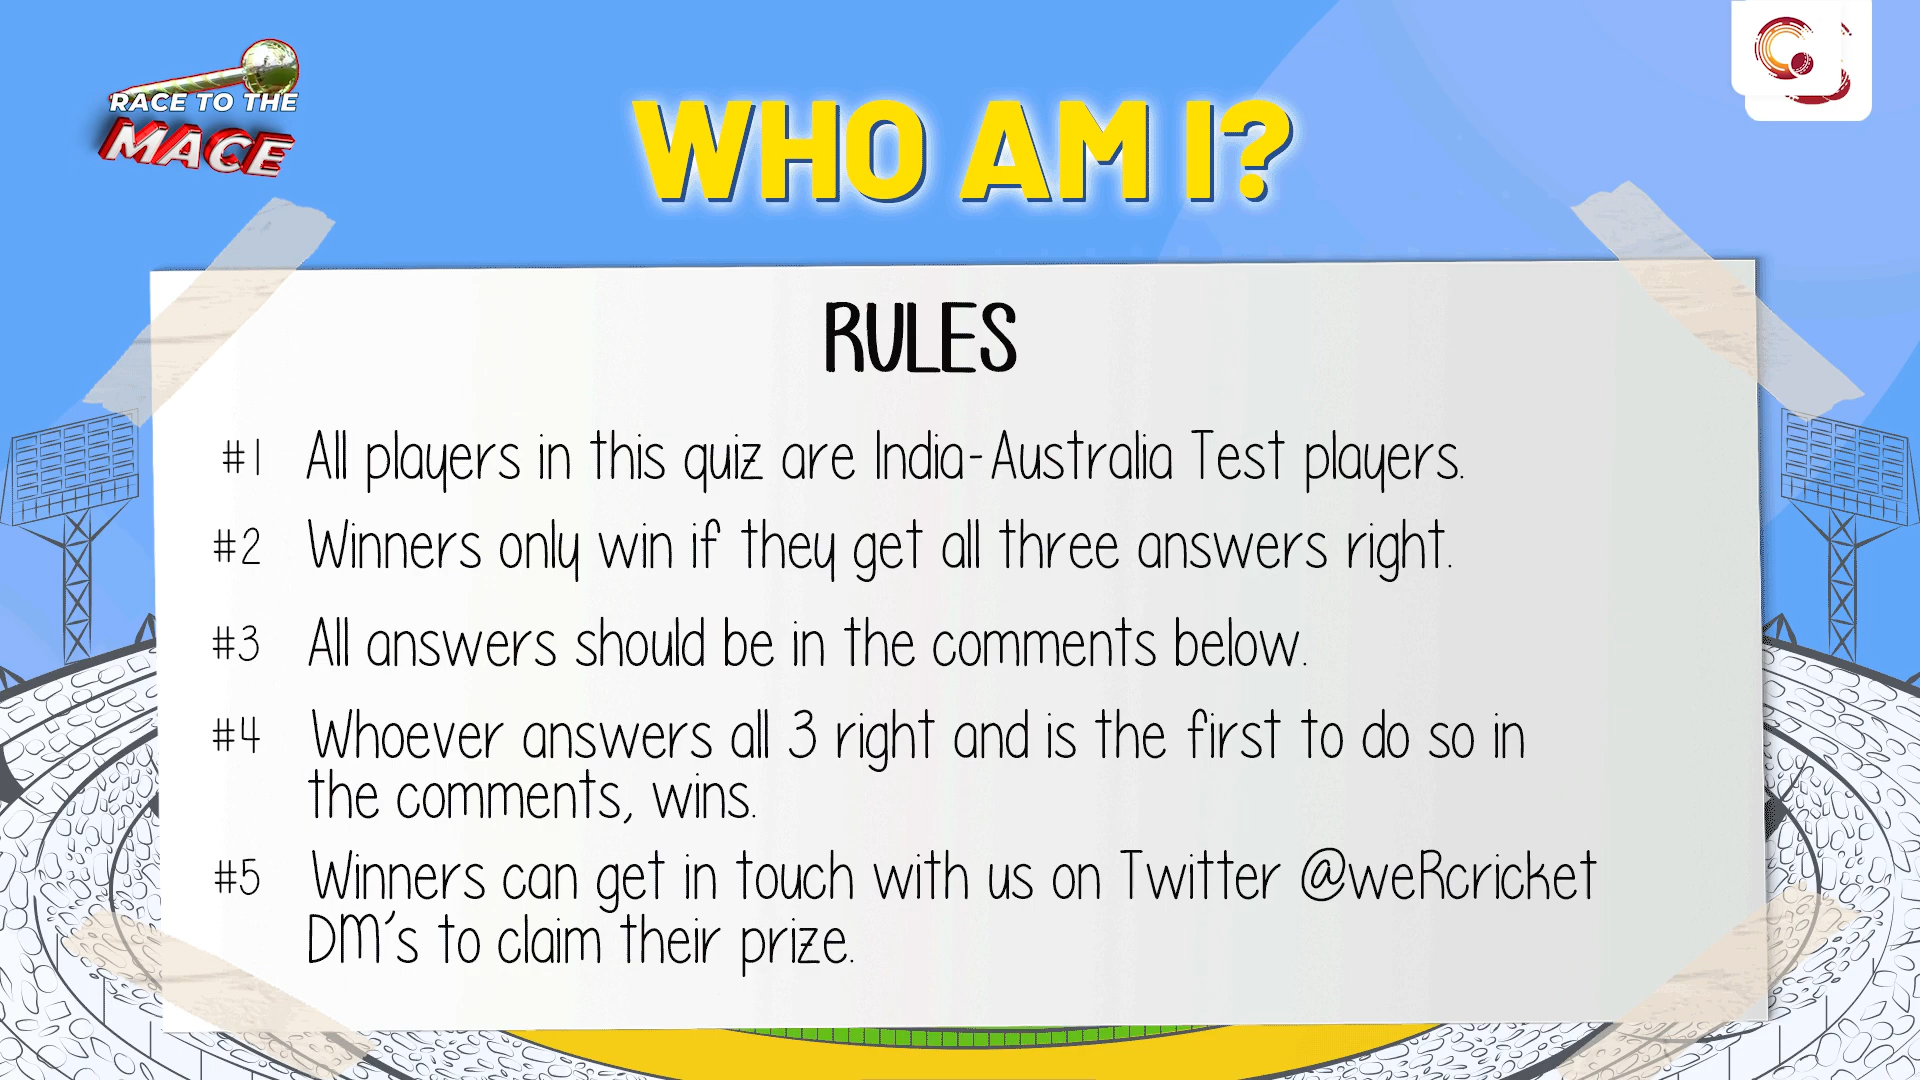 RACE TO THE
MACE
WHO AM I?
RULES
#1 All players in this quiz are India-Australia Test players.
#2 Winners only win if they get all three answers right.
#3 All answers should be in the comments below.
#4 Whoever answers all 3 right and is the first to do so in
the comments, wins.
#5 Winners can get in touch with us on Twitter @weRcricket
DM's to claim their prize.